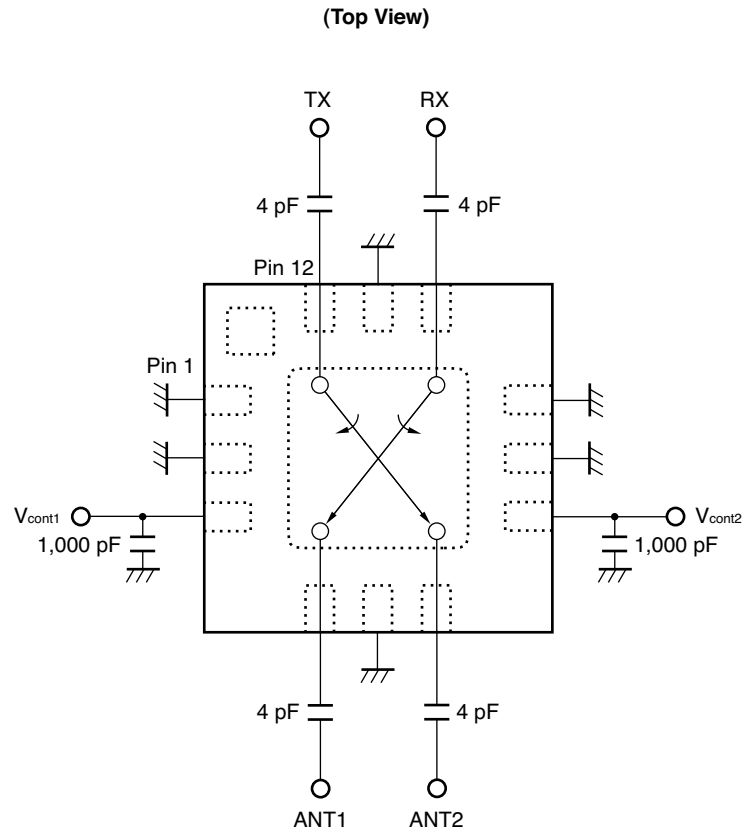 (Top View)
TX
RX
4 pF
4 pF
Pin 12
Pin 1
Vcont1
Vcont2
1,000 pF
1,000 pF
4 pF
4 pF
ANT1
ANT2